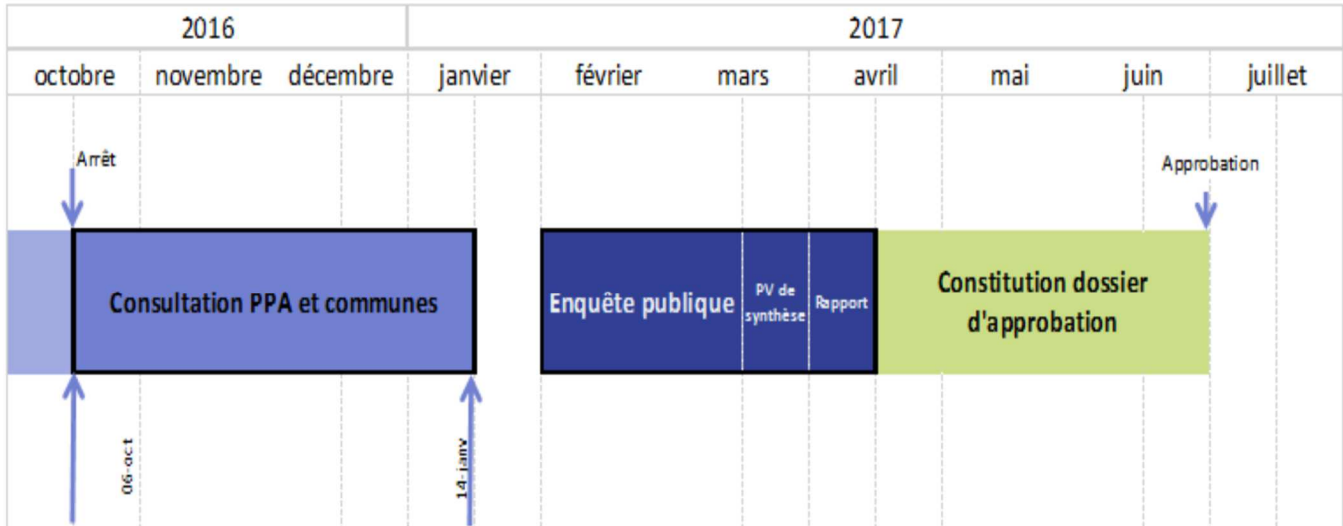 2016
2017
octobre
novembre
décembre
janvier
février
mars
avril
mai
juin
juillet
Arrêt
Approbation
Consultation PPA et communes
Enquête publique
PV de
synthèse
Rapport
Constitution dossier
d'approbation
06-oct
14-janv